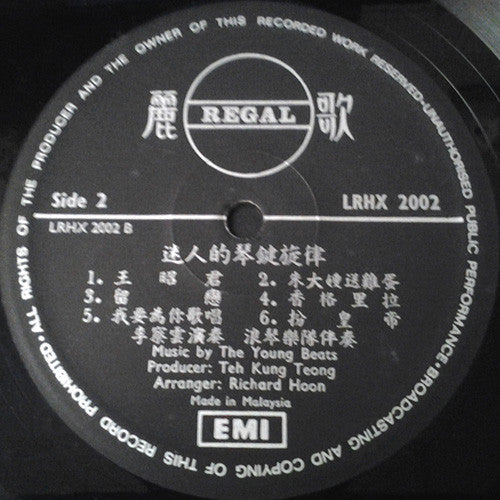 ALL RIGHTS OF THE PRODUCER AND THE OWNER OF THIS RECORDED WORK RESERVED-UNAUTHORISED PUBLIC PERFORMANCE•BROADCASTING AND COPYING OF THIS RECORD PROHIBITED•
麗 REGAL 歌
Side 2 LRHX 2002
LRHX 2002 B
迷人的琴鍵旋律
1. 王昭君 2. 朱大嫂送雞蛋
3. 留戀 4. 香格里拉
5. 我要為你歌唱 6. 扮皇帝
李察雲演奏 浪琴樂隊伴奏
Music by The Young Beats
Producer: Teh Kung Teong
Arranger: Richard Hoon
Made in Malaysia
EMI